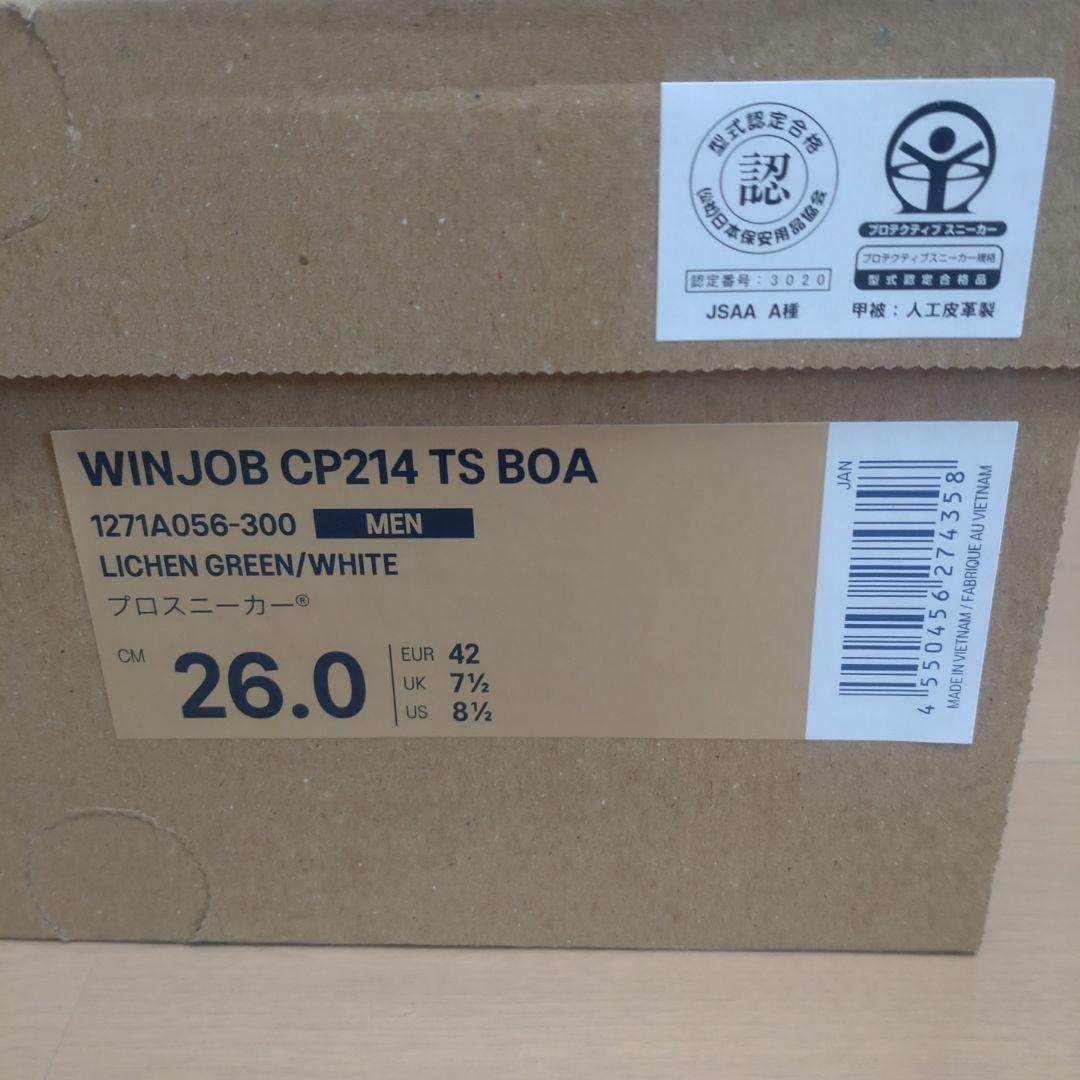 型式認定合格
認
(公社)日本保安用品協会
認定番号：3020
JSAA A種
プロテクティブ スニーカー
プロテクティブスニーカー規格
型式認定合格品
甲被：人工皮革製
WINJOB CP214 TS BOA
1271A056-300 MEN
LICHEN GREEN/WHITE
プロスニーカー®
CM 26.0
EUR 42
UK 7½
US 8½
JAN
4 550456 274358
MADE IN VIETNAM / FABRIQUE AU VIETNAM